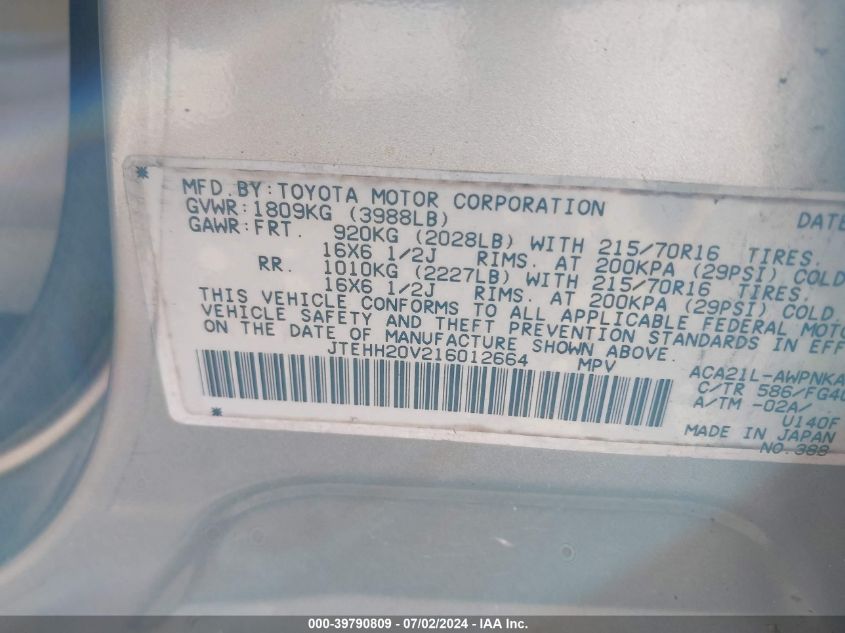 MFD. BY: TOYOTA MOTOR CORPORATION DATE
GVWR: 1809KG (3988LB)
GAWR: FRT. 920KG (2028LB) WITH 215/70R16 TIRES.
16X6 1/2J RIMS. AT 200KPA (29PSI) COLD
RR. 1010KG (2227LB) WITH 215/70R16 TIRES.
16X6 1/2J RIMS. AT 200KPA (29PSI) COLD
THIS VEHICLE CONFORMS TO ALL APPLICABLE FEDERAL MOTO
VEHICLE SAFETY AND THEFT PREVENTION STANDARDS IN EFF
ON THE DATE OF MANUFACTURE SHOWN ABOVE.
JTEHH20V216012664 MPV
ACA21L-AWPNKA
C/TR 586/FG40
A/TM -02A/
U140F
MADE IN JAPAN
NO. 388
000-39790809 - 07/02/2024 - IAA Inc.